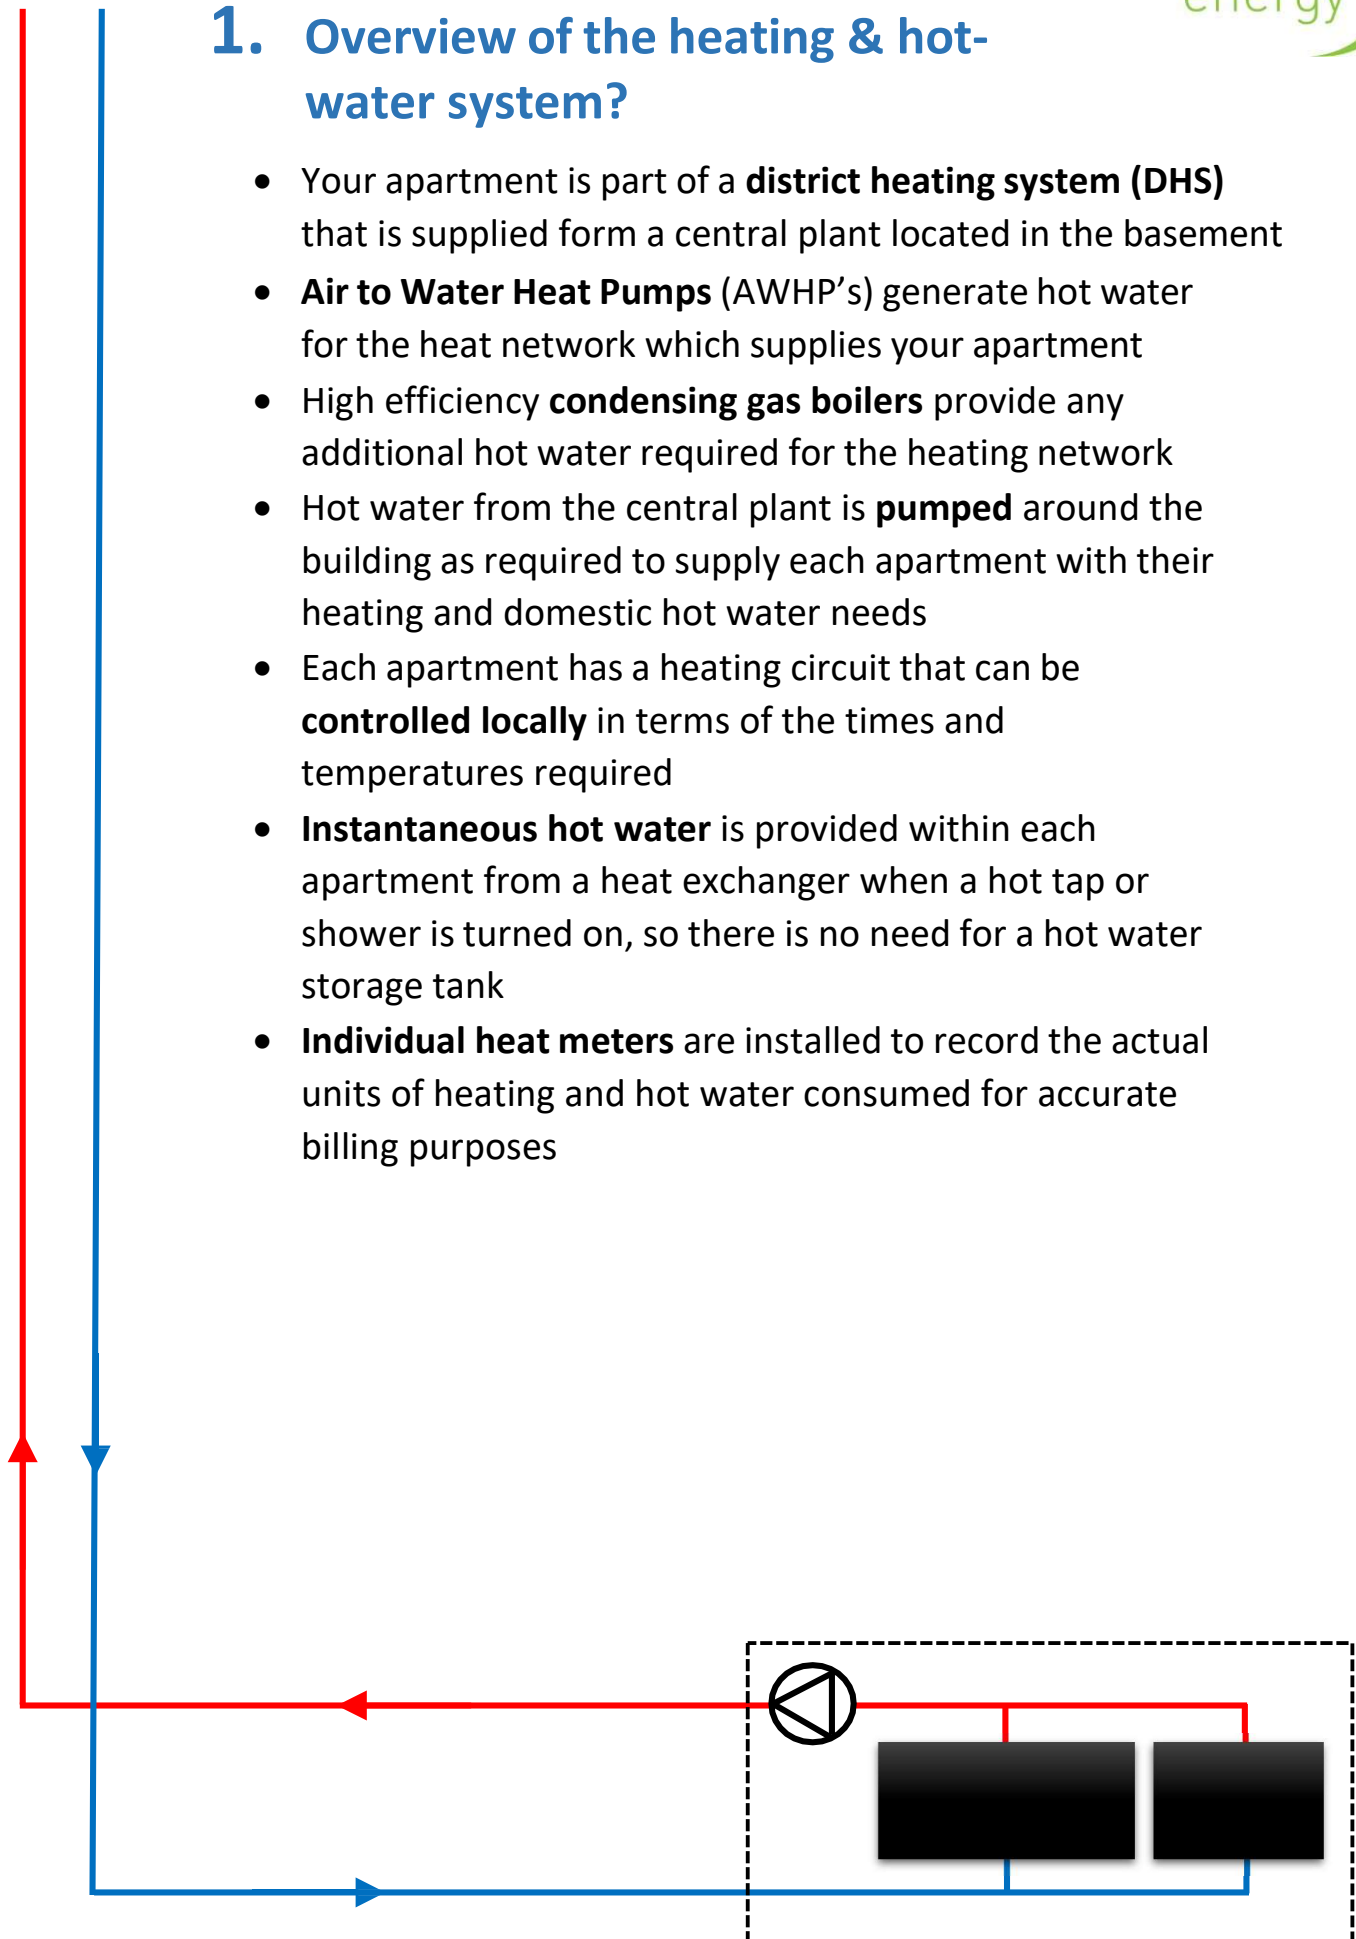 energy
1. Overview of the heating & hot-
water system?
• Your apartment is part of a district heating system (DHS)
that is supplied form a central plant located in the basement
• Air to Water Heat Pumps (AWHP’s) generate hot water
for the heat network which supplies your apartment
• High efficiency condensing gas boilers provide any
additional hot water required for the heating network
• Hot water from the central plant is pumped around the
building as required to supply each apartment with their
heating and domestic hot water needs
• Each apartment has a heating circuit that can be
controlled locally in terms of the times and
temperatures required
• Instantaneous hot water is provided within each
apartment from a heat exchanger when a hot tap or
shower is turned on, so there is no need for a hot water
storage tank
• Individual heat meters are installed to record the actual
units of heating and hot water consumed for accurate
billing purposes